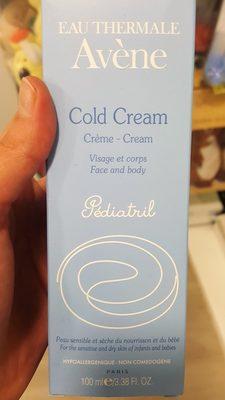 EAU THERMALE
Avène
Cold Cream
Crème - Cream
Visage et corps
Face and body
Pédiatril
Peau sensible et sèche du nourrisson et du bébé
For the sensitive and dry skin of infants and babies
HYPOALLERGENIQUE - NON COMEDOGENE
PARIS
100 ml e/3.38 FL. OZ.